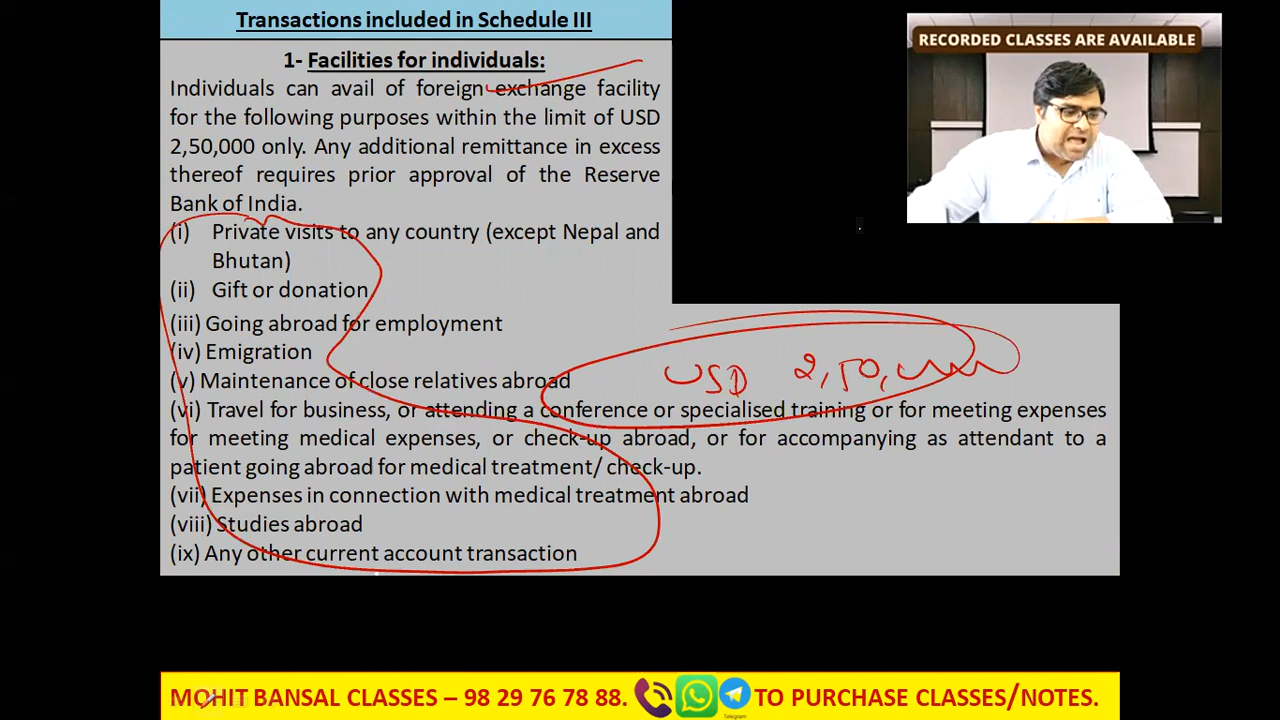 Transactions included in Schedule III
RECORDED CLASSES ARE AVAILABLE
1- Facilities for individuals:
Individuals can avail of foreign exchange facility
for the following purposes within the limit of USD
2,50,000 only. Any additional remittance in excess
thereof requires prior approval of the Reserve
Bank of India.
(i) Private visits to any country (except Nepal and
Bhutan)
(ii) Gift or donation
(iii) Going abroad for employment
(iv) Emigration
USD 2,50,000
(v) Maintenance of close relatives abroad
(vi) Travel for business, or attending a conference or specialised training or for meeting expenses
for meeting medical expenses, or check-up abroad, or for accompanying as attendant to a
patient going abroad for medical treatment/ check-up.
(vii) Expenses in connection with medical treatment abroad
(viii) Studies abroad
(ix) Any other current account transaction
MOHIT BANSAL CLASSES – 98 29 76 78 88. TO PURCHASE CLASSES/NOTES.
Telegram